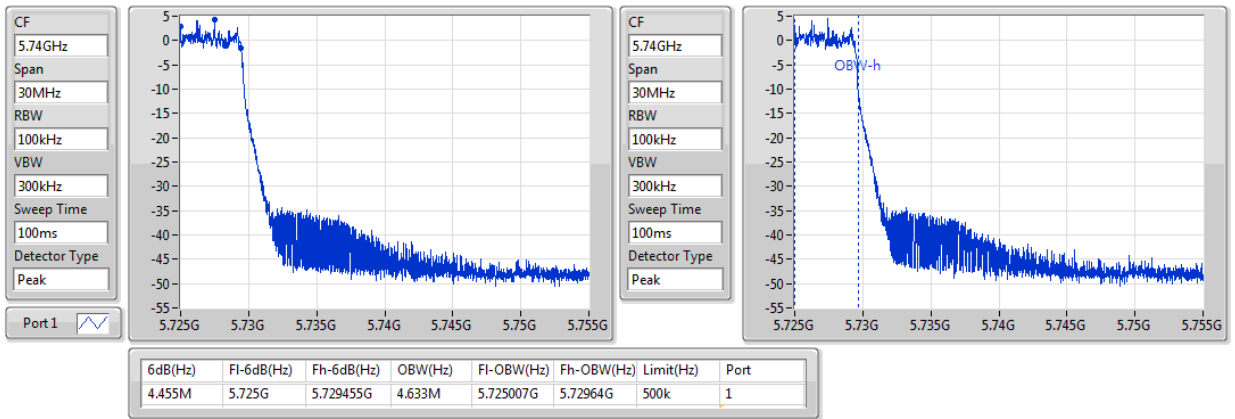 CF
5.74GHz
Span
30MHz
RBW
100kHz
VBW
300kHz
Sweep Time
100ms
Detector Type
Peak
Port 1
5
0
-5
-10
-15
-20
-25
-30
-35
-40
-45
-50
-55
5.725G 5.73G 5.735G 5.74G 5.745G 5.75G 5.755G
CF
5.74GHz
Span
30MHz
RBW
100kHz
VBW
300kHz
Sweep Time
100ms
Detector Type
Peak
5
0
-5
-10
-15
-20
-25
-30
-35
-40
-45
-50
-55
OBW-h
5.725G 5.73G 5.735G 5.74G 5.745G 5.75G 5.755G
6dB(Hz) Fl-6dB(Hz) Fh-6dB(Hz) OBW(Hz) Fl-OBW(Hz) Fh-OBW(Hz) Limit(Hz) Port
4.455M 5.725G 5.729455G 4.633M 5.725007G 5.72964G 500k 1